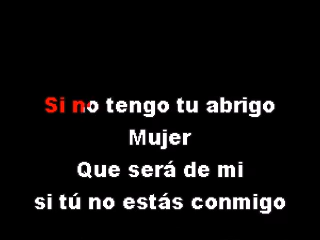 Si no tengo tu abrigo
Mujer
Que será de mi
si tú no estás conmigo